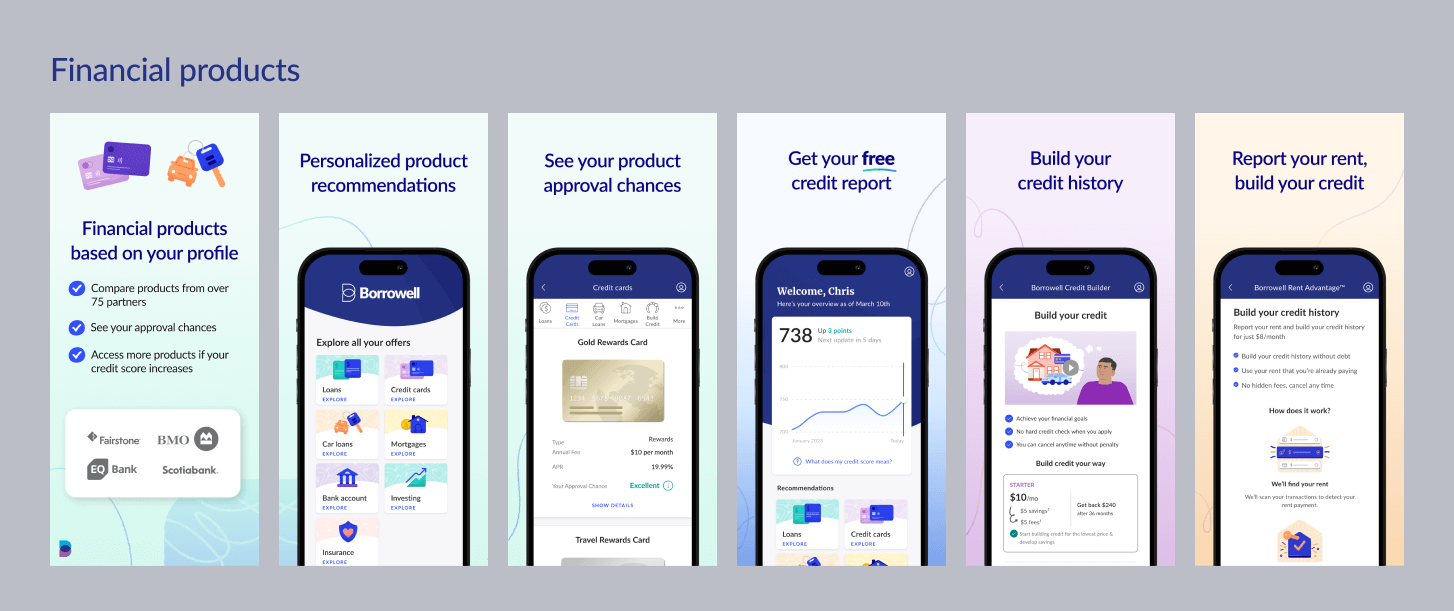 Financial products
Financial products
based on your profile
Compare products from over
75 partners
See your approval chances
Access more products if your
credit score increases
Fairstone
BMO
EQ Bank
Scotiabank
Personalized product
recommendations
Borrowell
Explore all your offers
Loans
EXPLORE
Credit cards
EXPLORE
Car loans
EXPLORE
Mortgages
EXPLORE
Bank account
EXPLORE
Investing
EXPLORE
Insurance
EXPLORE
See your product
approval chances
Credit cards
Loans
Credit
Cards
Car
Loans
Mortgages
Build
Credit
More
Gold Rewards Card
Type Rewards
Annual Fee $10 per month
APR 19.99%
Your Approval Chance Excellent
SHOW DETAILS
Travel Rewards Card
Get your free
credit report
Welcome, Chris
Here's your overview as of March 10th
738
Up 3 points
Next update in 5 days
750
700
January 2023 Today
What does my credit score mean?
Recommendations
Loans
EXPLORE
Credit cards
EXPLORE
Build your
credit history
Borrowell Credit Builder
Build your credit
Achieve your financial goals
No hard credit check when you apply
You can cancel anytime without penalty
Build credit your way
STARTER
$10/mo
$5 savings¹
$5 fees¹
Get back $240
after 36 months
Start building credit for the lowest price &
develop savings
Report your rent,
build your credit
Borrowell Rent Advantage™
Build your credit history
Report your rent and build your credit history
for just $8/month
Build your credit history without debt
Use your rent that you're already paying
No hidden fees, cancel any time
How does it work?
We'll find your rent
We'll scan your transactions to detect your
rent payment.